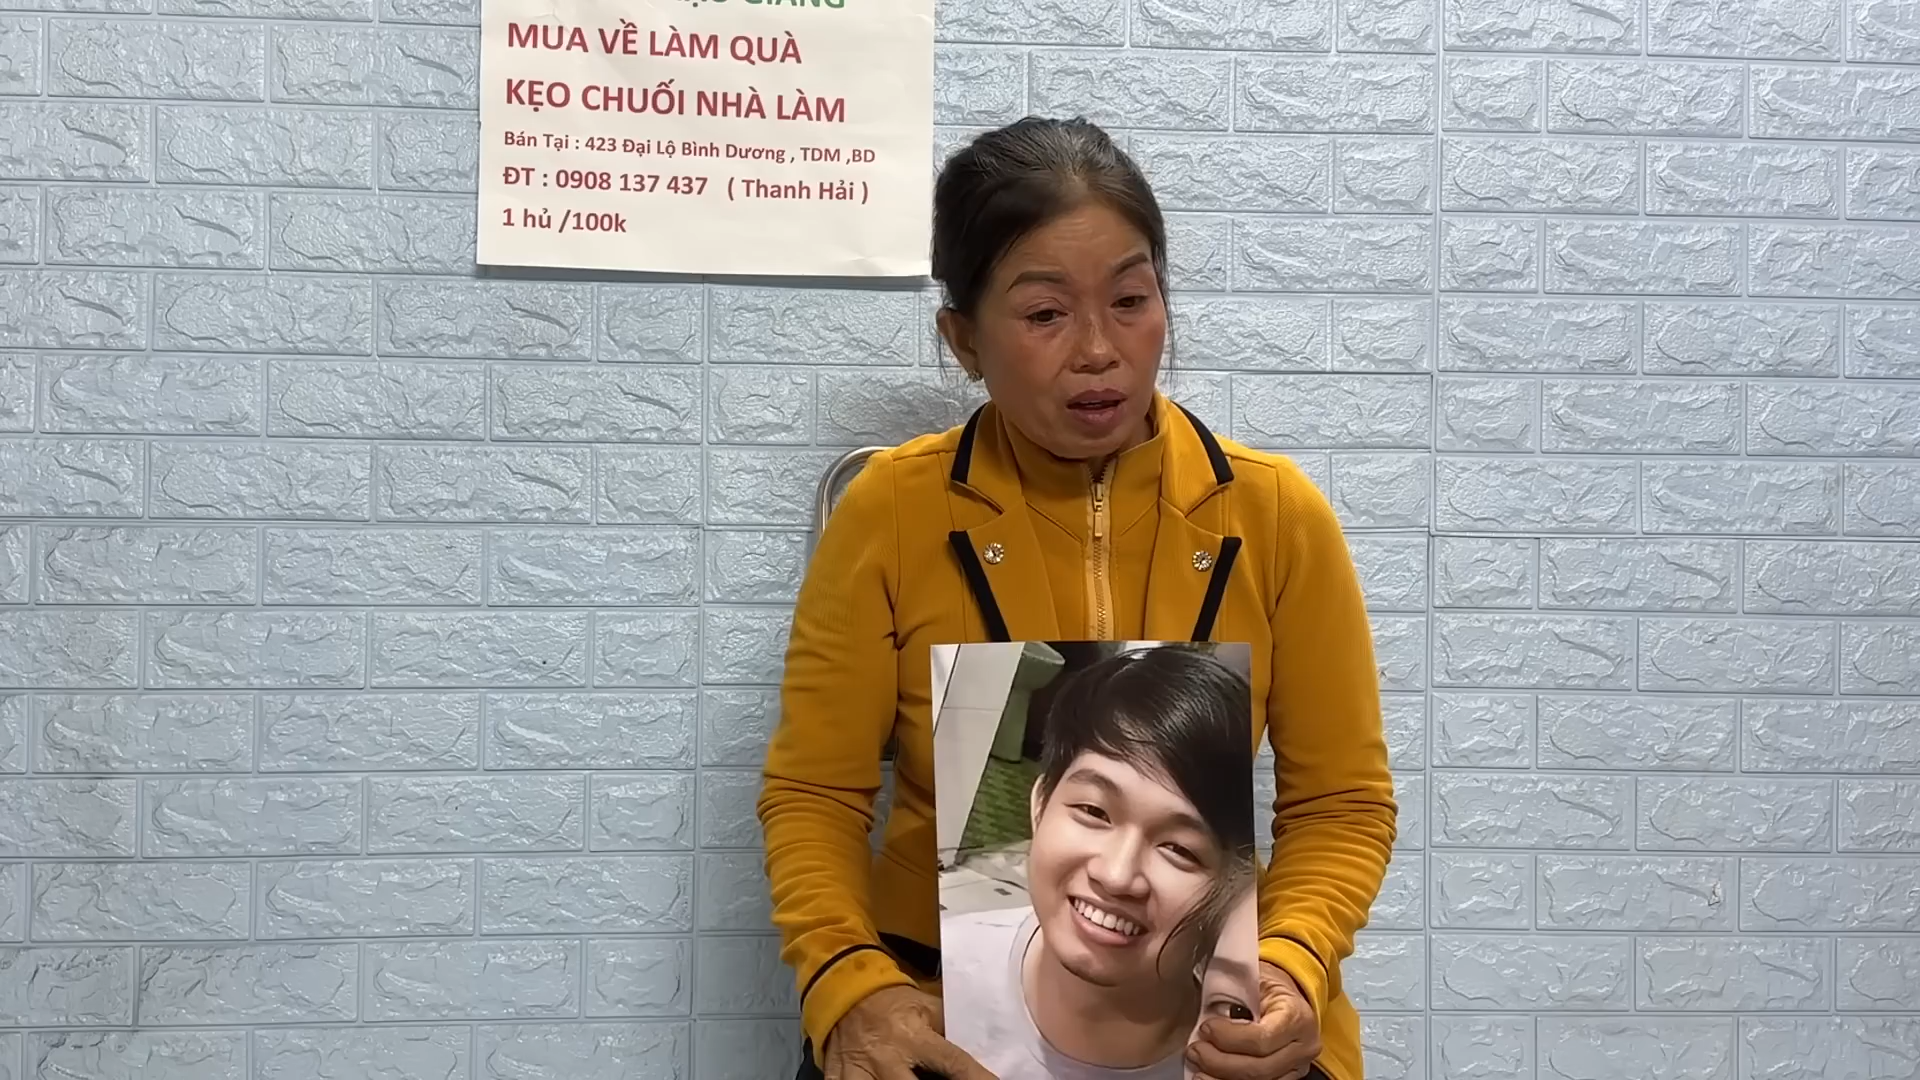 GIANG
MUA VỀ LÀM QUÀ
KẸO CHUỐI NHÀ LÀM
Bán Tại : 423 Đại Lộ Bình Dương , TDM ,BD
ĐT : 0908 137 437 ( Thanh Hải )
1 hủ /100k